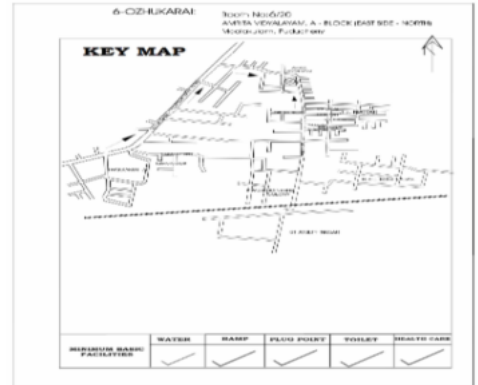 6-OZHUKARAI:
Room No:6/20
AMRITA VIDYALAYAM, A - BLOCK (EAST SIDE - NORTH)
Moolakulam, Puducherry
KEY MAP
WATER RAMP PLUG POINT TOILET HEALTH CARE
MINIMUM BASIC
FACILITIES